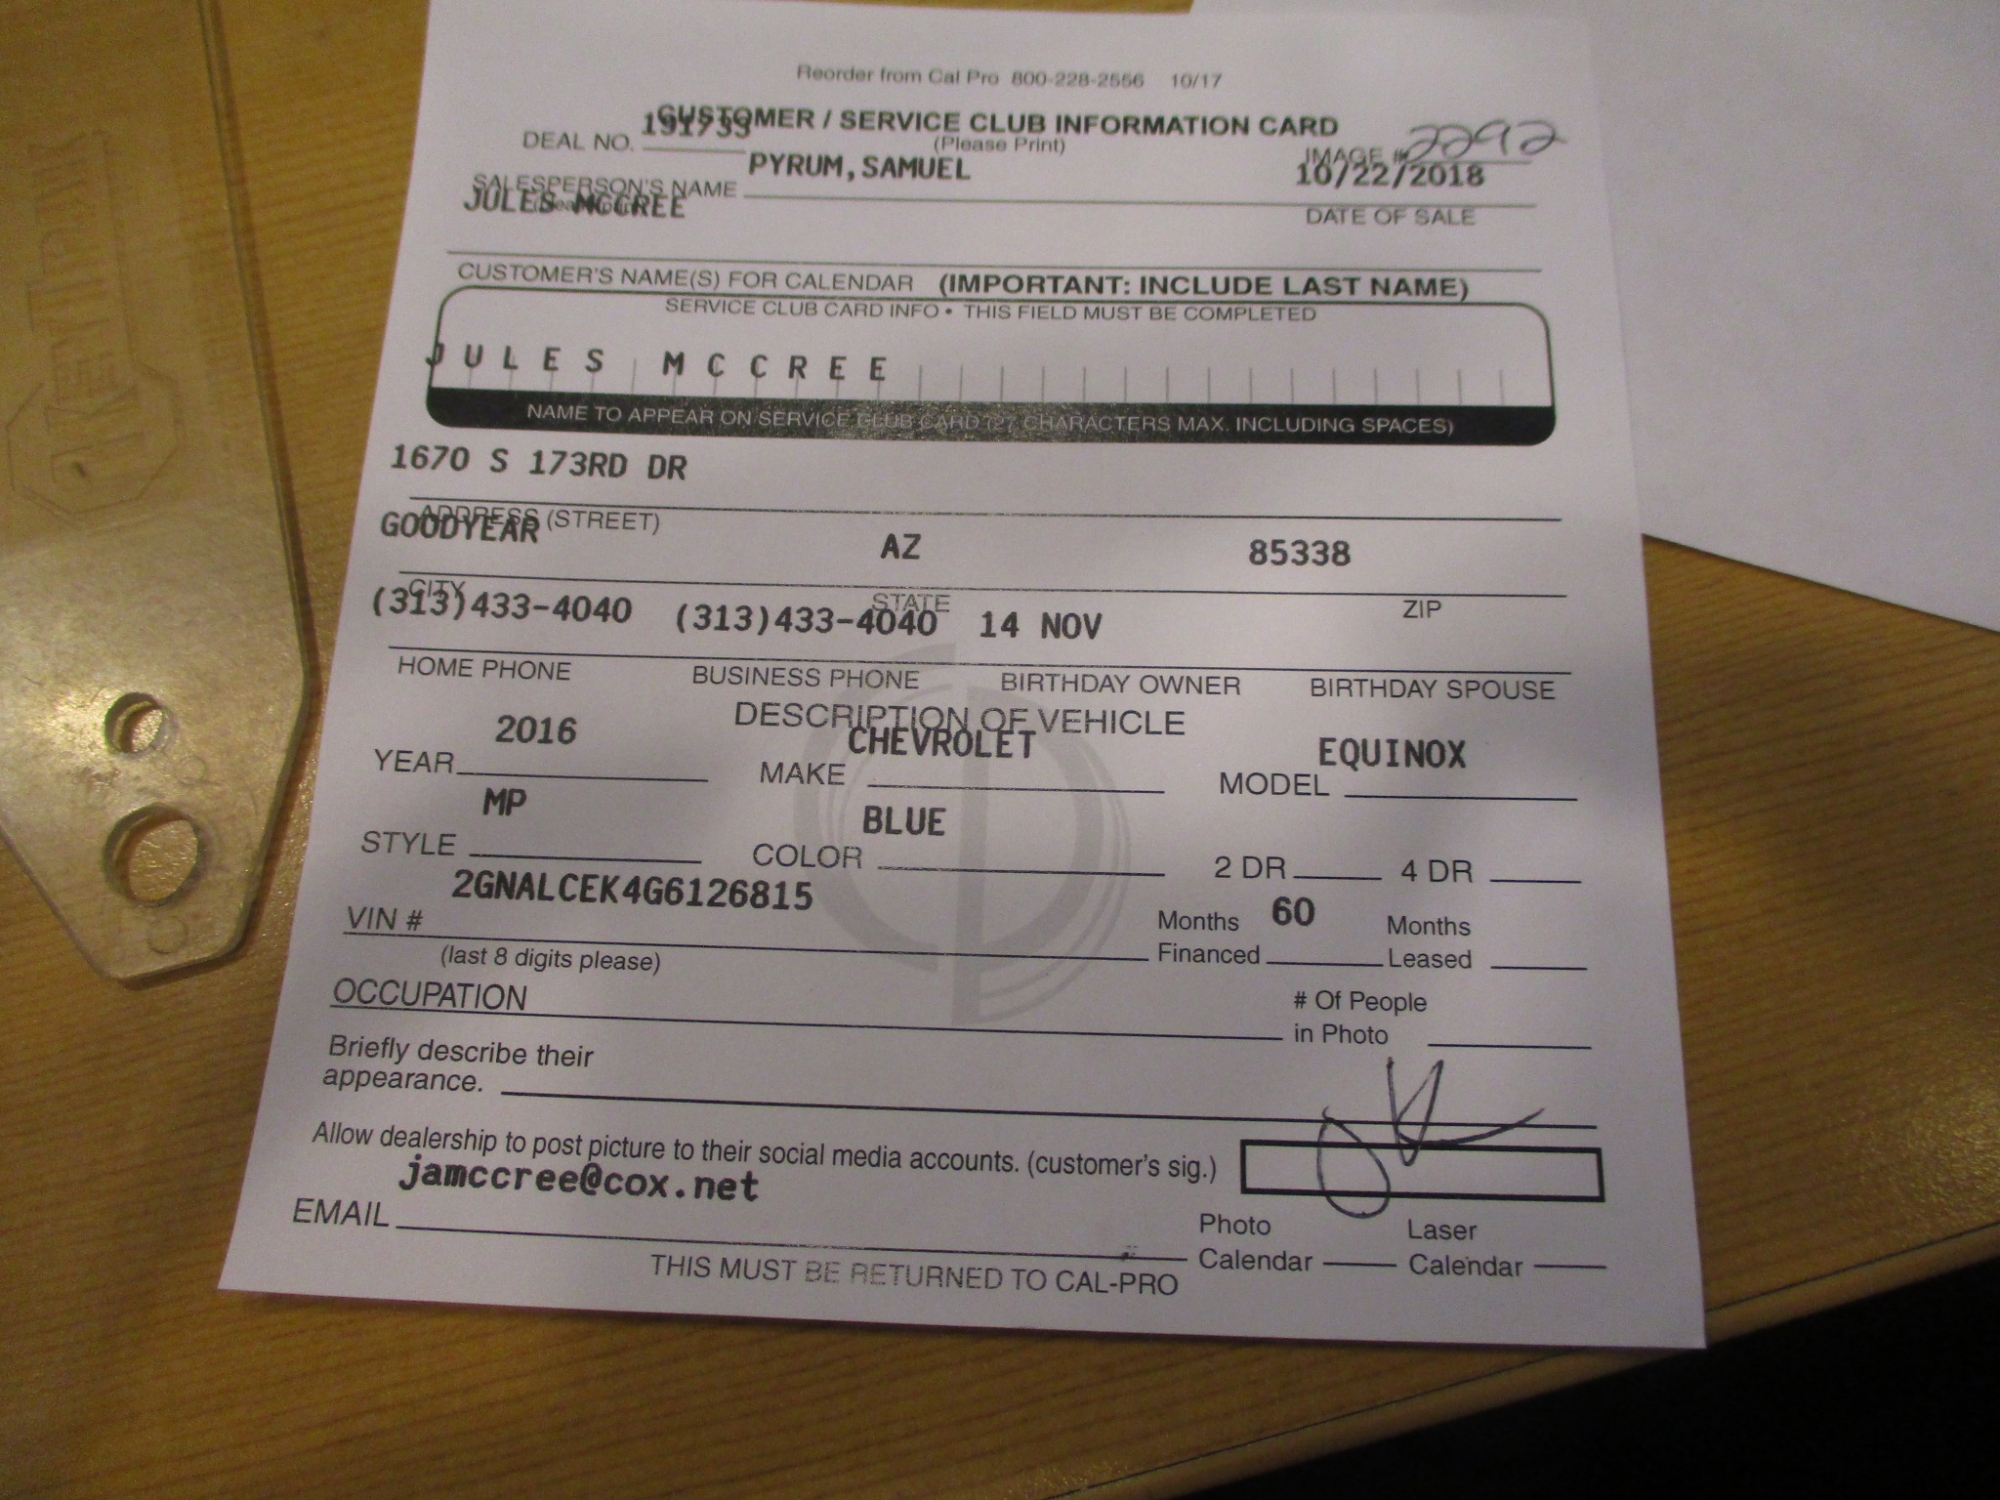 Reorder from Cal Pro 800-228-2556 10/17
CUSTOMER / SERVICE CLUB INFORMATION CARD
(Please Print)
DEAL NO. 191733
IMAGE # 2292
SALESPERSON'S NAME PYRUM, SAMUEL 10/22/2018
JULES MCCREE DATE OF SALE
CUSTOMER'S NAME(S) FOR CALENDAR (IMPORTANT: INCLUDE LAST NAME)
SERVICE CLUB CARD INFO • THIS FIELD MUST BE COMPLETED
JULES MCCREE
NAME TO APPEAR ON SERVICE CLUB CARD (27 CHARACTERS MAX. INCLUDING SPACES)
1670 S 173RD DR
ADDRESS (STREET)
GOODYEAR AZ 85338
CITY STATE ZIP
(313)433-4040 (313)433-4040 14 NOV
HOME PHONE BUSINESS PHONE BIRTHDAY OWNER BIRTHDAY SPOUSE
DESCRIPTION OF VEHICLE
YEAR 2016 MAKE CHEVROLET MODEL EQUINOX
STYLE MP COLOR BLUE 2 DR 4 DR
VIN # 2GNALCEK4G6126815 Months Financed 60 Months Leased
(last 8 digits please)
OCCUPATION # Of People in Photo
Briefly describe their
appearance.
Allow dealership to post picture to their social media accounts. (customer's sig.)
EMAIL jamccree@cox.net
Photo Calendar Laser Calendar
THIS MUST BE RETURNED TO CAL-PRO